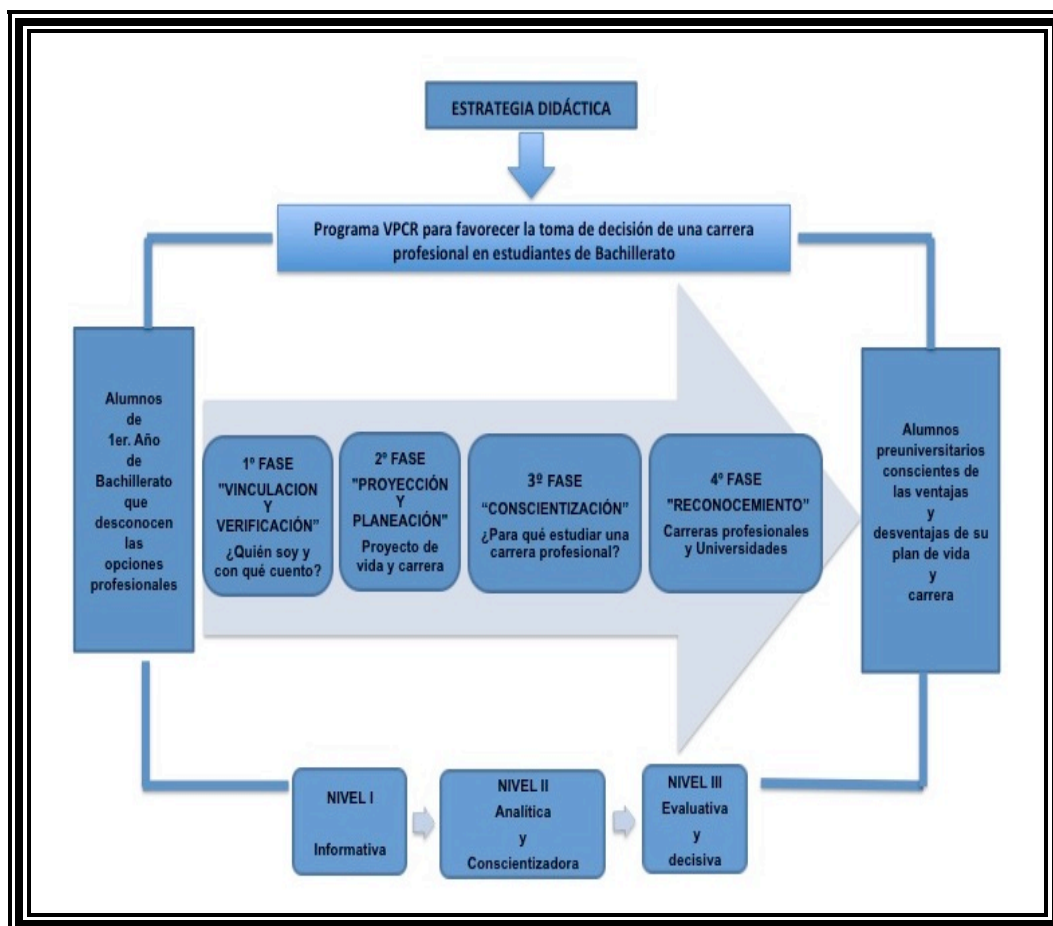 ESTRATEGIA DIDÁCTICA
Programa VPCR para favorecer la toma de decisión de una carrera
profesional en estudiantes de Bachillerato
Alumnos
de
1er. Año
de
Bachillerato
que
desconocen
las
opciones
profesionales
1º FASE
"VINCULACION
Y
VERIFICACIÓN"
¿Quién soy y
con qué cuento?
2º FASE
"PROYECCIÓN
Y
PLANEACIÓN"
Proyecto de
vida y carrera
3º FASE
“CONSCIENTIZACIÓN”
¿Para qué estudiar una
carrera profesional?
4º FASE
"RECONOCIMIENTO"
Carreras profesionales
y Universidades
Alumnos
preuniversitarios
conscientes de
las ventajas
y
desventajas de su
plan de vida
y
carrera
NIVEL I
Informativa
NIVEL II
Analítica
y
Conscientizadora
NIVEL III
Evaluativa
y
decisiva